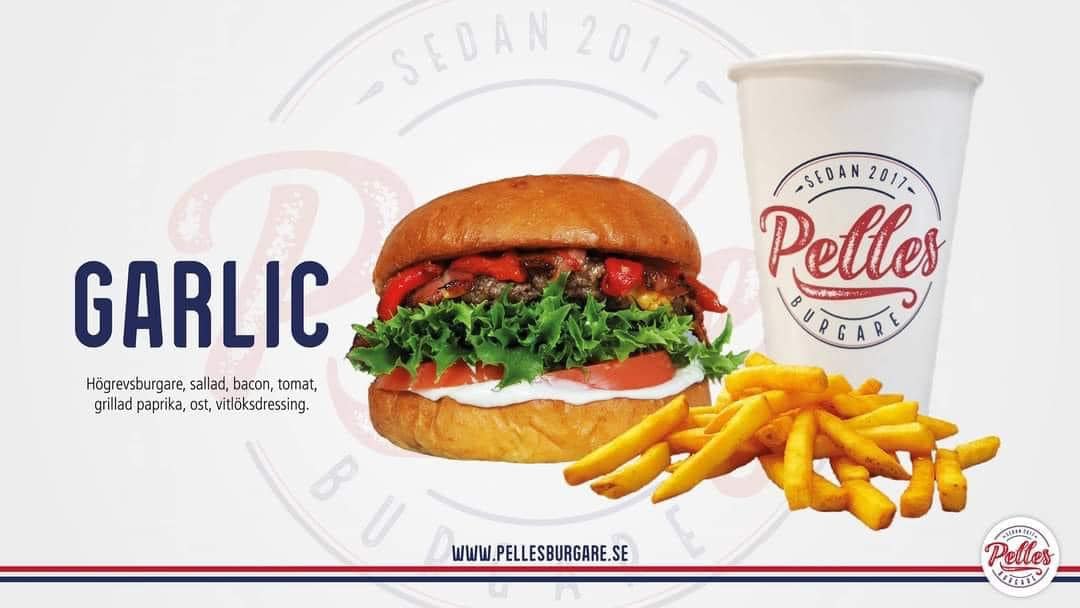 SEDAN 2017
Pelles
BURGARE
GARLIC
Högrevsburgare, sallad, bacon, tomat,
grillad paprika, ost, vitlöksdressing.
SEDAN 2017
Pelles
BURGARE
WWW.PELLESBURGARE.SE
SEDAN 2017
Pelles
BURGARE